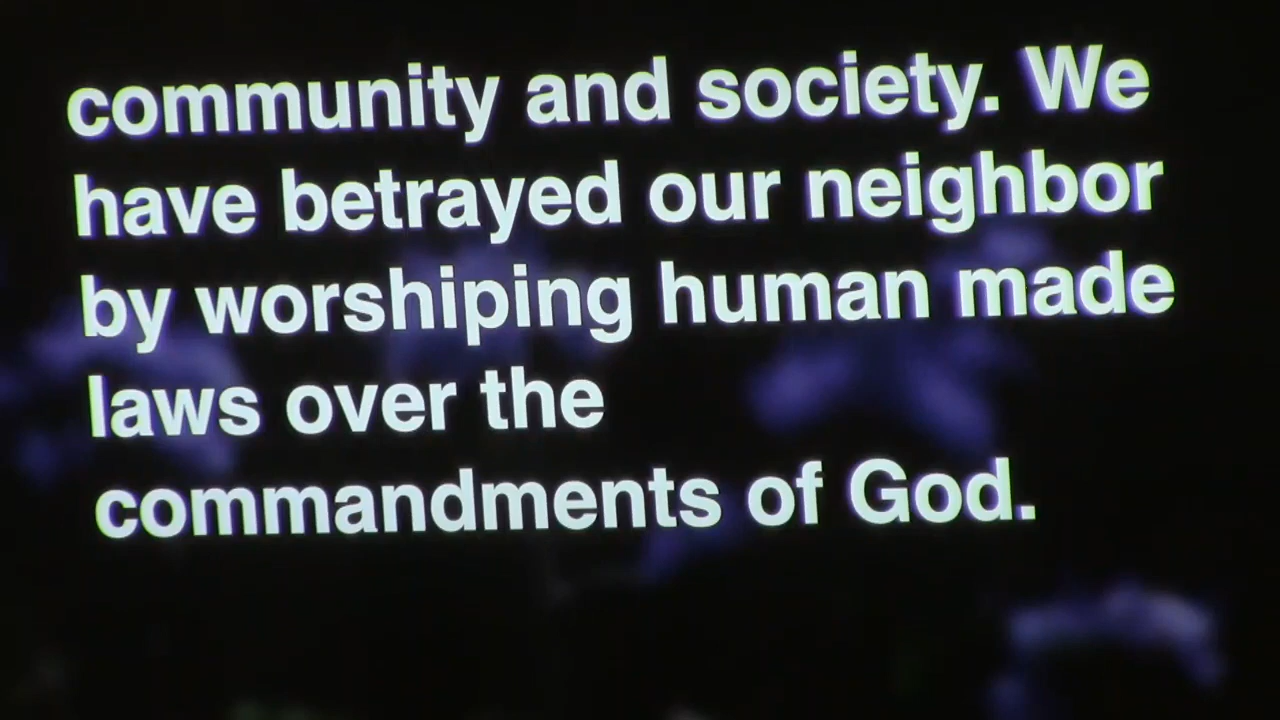 community and society. We
have betrayed our neighbor
by worshiping human made
laws over the
commandments of God.